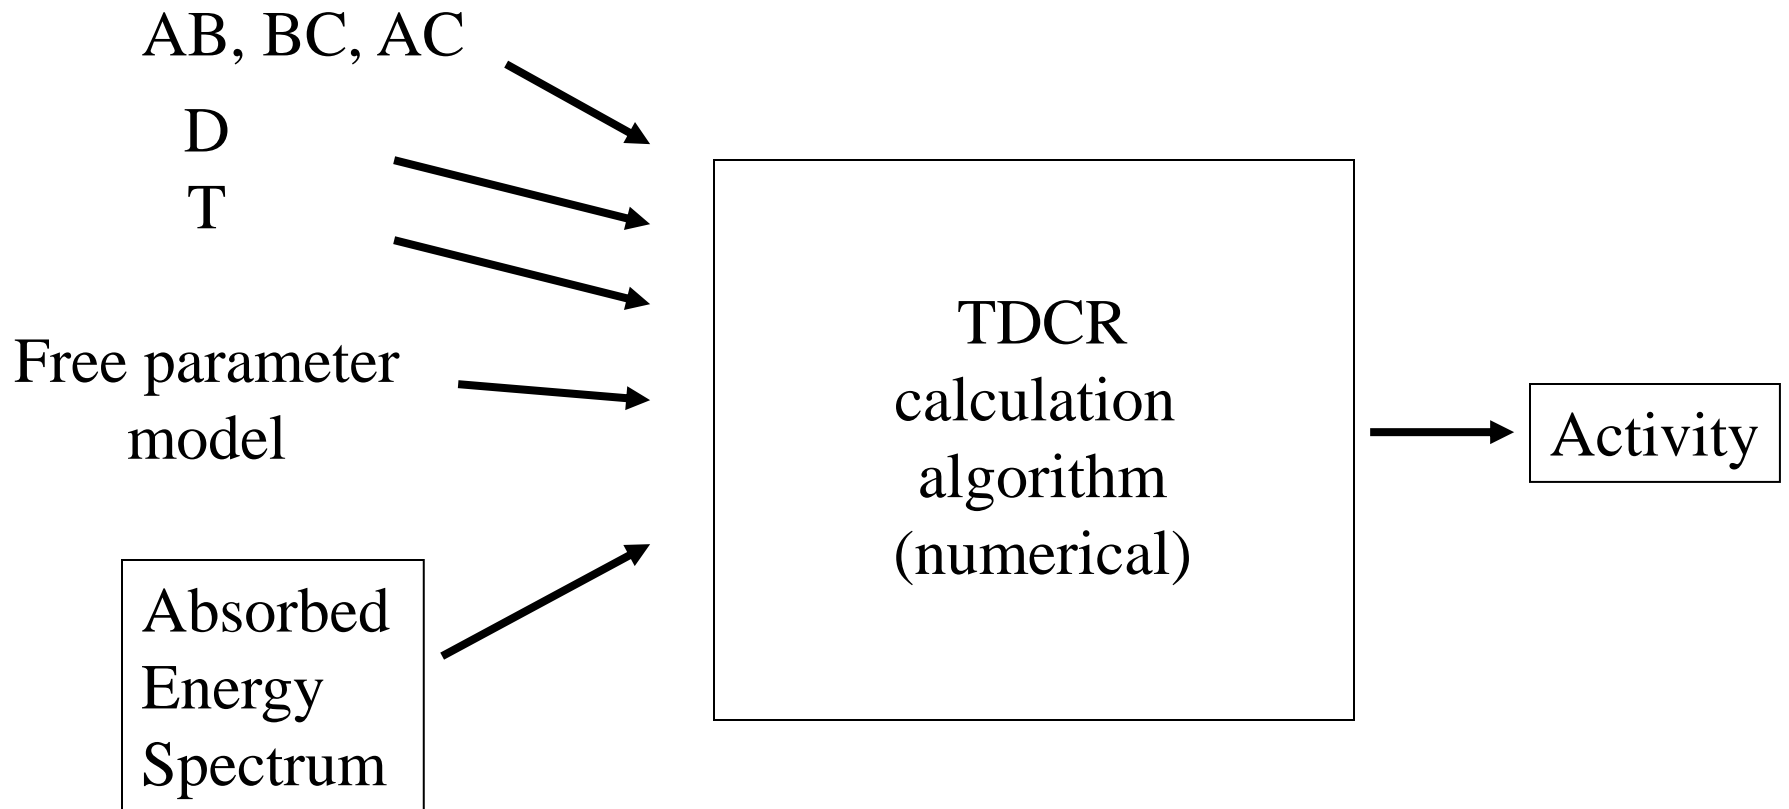 AB, BC, AC
D
T
Free parameter
model
Absorbed
Energy
Spectrum
TDCR
calculation
algorithm
(numerical)
Activity